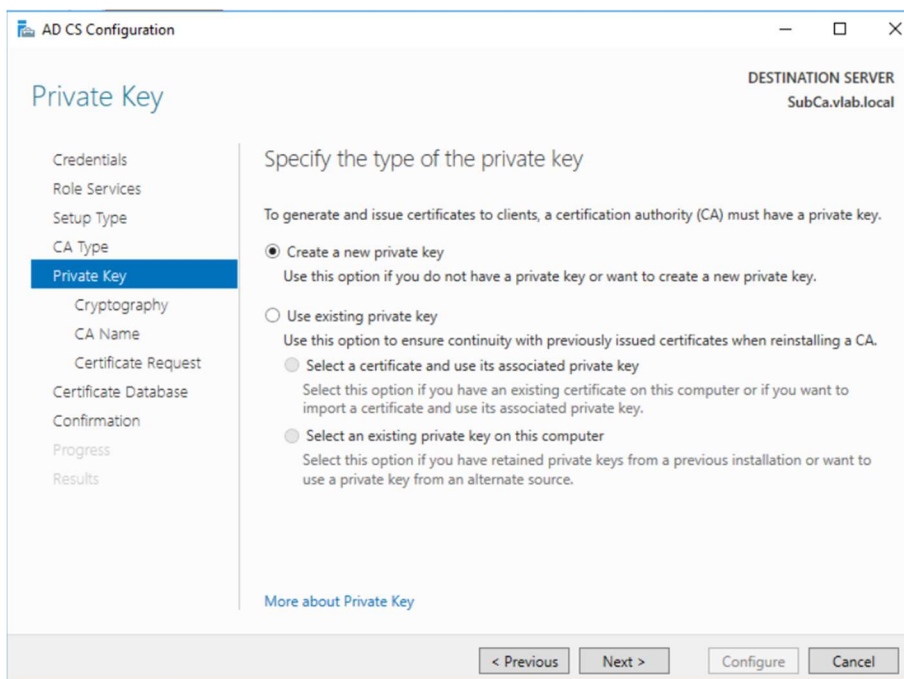 AD CS Configuration
DESTINATION SERVER
SubCa.vlab.local
Private Key
Credentials
Role Services
Setup Type
CA Type
Private Key
Cryptography
CA Name
Certificate Request
Certificate Database
Confirmation
Progress
Results
Specify the type of the private key
To generate and issue certificates to clients, a certification authority (CA) must have a private key.
Create a new private key
Use this option if you do not have a private key or want to create a new private key.
Use existing private key
Use this option to ensure continuity with previously issued certificates when reinstalling a CA.
Select a certificate and use its associated private key
Select this option if you have an existing certificate on this computer or if you want to
import a certificate and use its associated private key.
Select an existing private key on this computer
Select this option if you have retained private keys from a previous installation or want to
use a private key from an alternate source.
More about Private Key
< Previous
Next >
Configure
Cancel